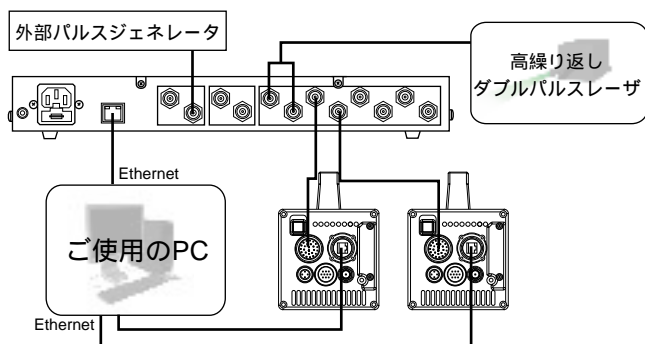 外部パルスジェネレータ
高繰り返し
ダブルパルスレーザ
Ethernet
ご使用のPC
Ethernet